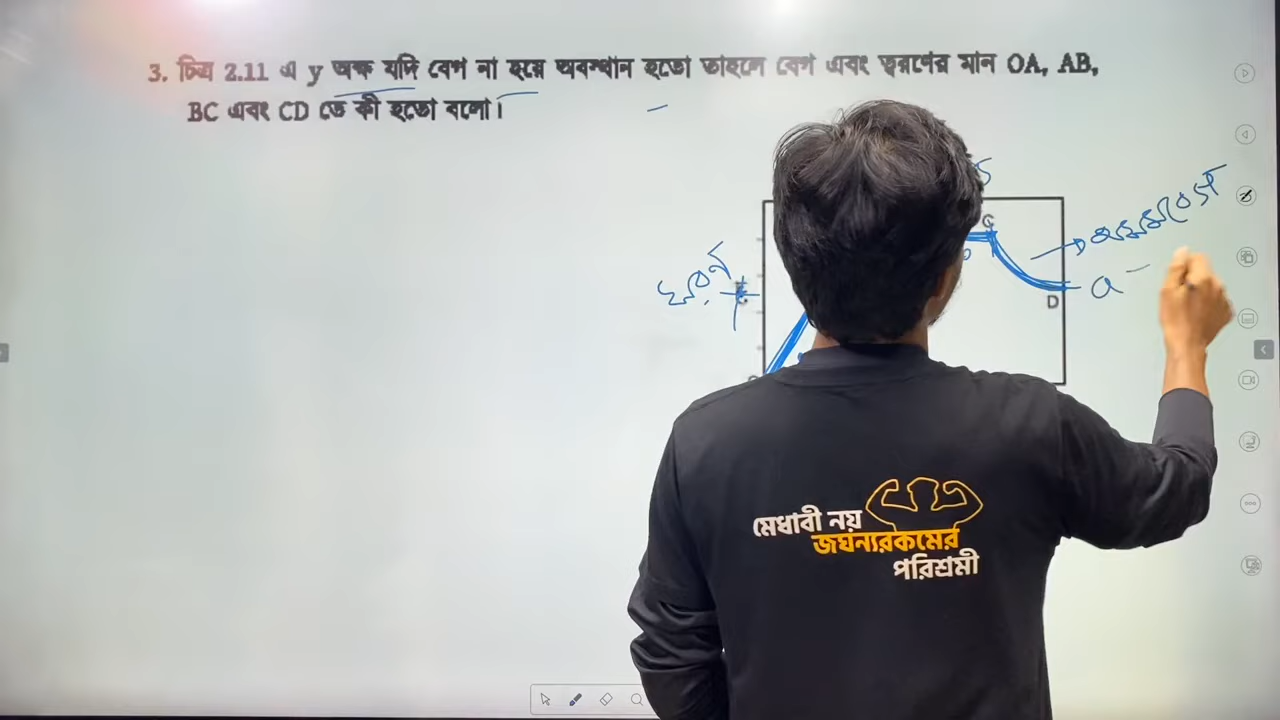 3. চিত্র 2.11 এ y অক্ষ যদি বেগ না হয়ে অবস্থান হতো তাহলে বেগ এবং ত্বরণের মান OA, AB,
BC এবং CD তে কী হতো বলো।
C
D
a
মেধাবী নয়
জঘন্যরকমের
পরিশ্রমী